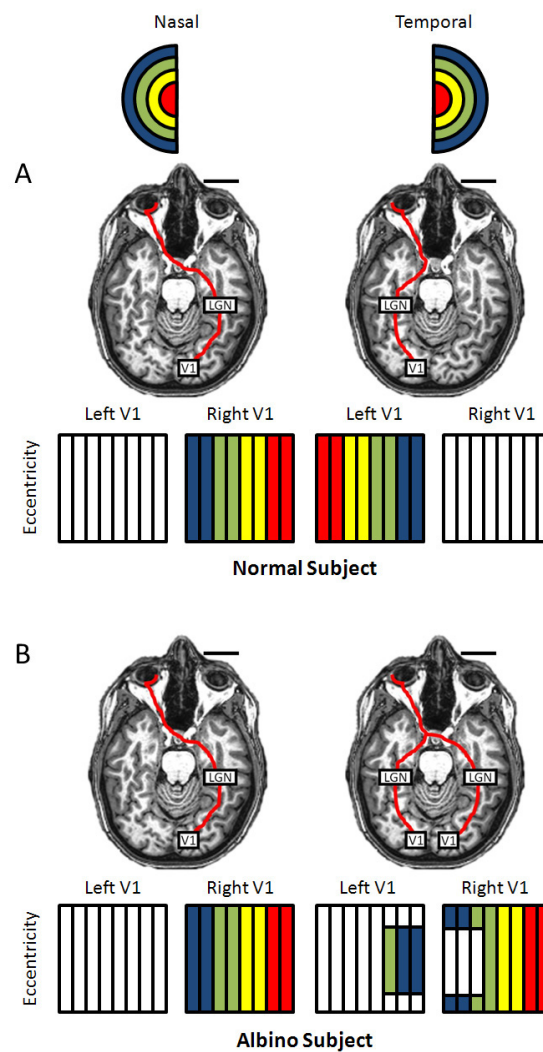 Nasal Temporal
A
LGN LGN
V1 V1
Left V1 Right V1 Left V1 Right V1
Eccentricity
Normal Subject
B
LGN LGN LGN
V1 V1 V1
Left V1 Right V1 Left V1 Right V1
Eccentricity
Albino Subject